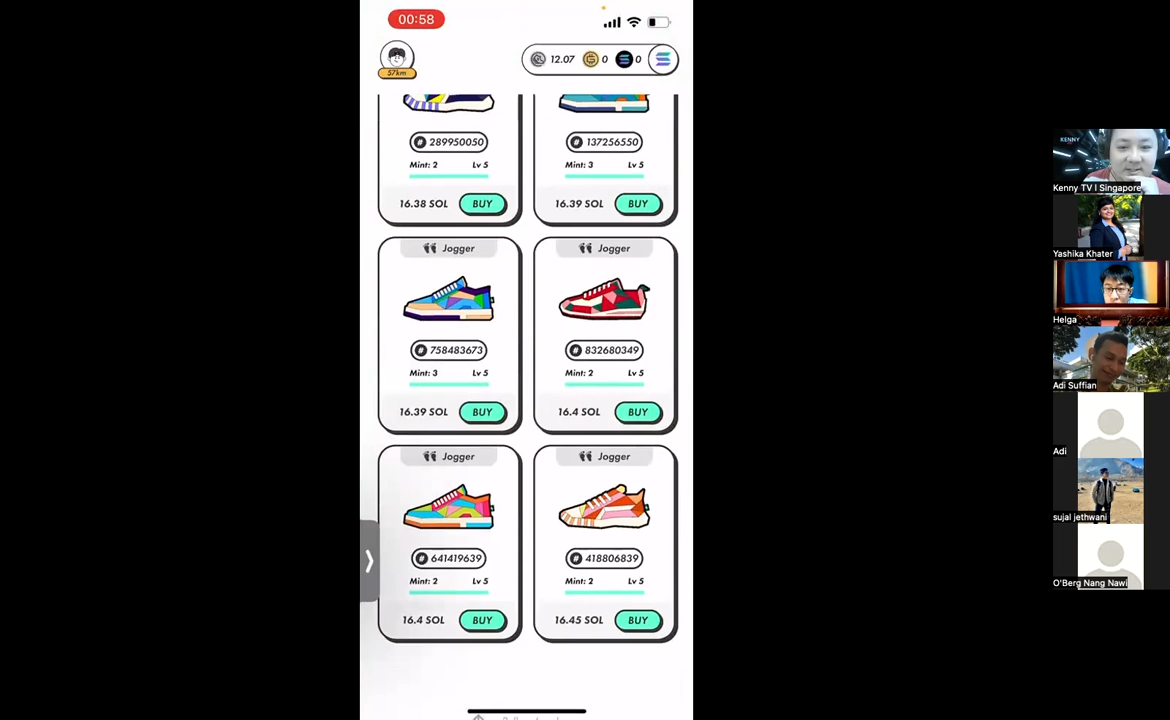 00:58
57km
12.07
0
0
# 289950050
Mint: 2 Lv 5
16.38 SOL BUY
# 137256550
Mint: 3 Lv 5
16.39 SOL BUY
Jogger
# 758483673
Mint: 3 Lv 5
16.39 SOL BUY
Jogger
# 832680349
Mint: 2 Lv 5
16.4 SOL BUY
Jogger
# 641419639
Mint: 2 Lv 5
16.4 SOL BUY
Jogger
# 418806839
Mint: 2 Lv 5
16.45 SOL BUY
KENNY
Kenny TV I Singapore
Yashika Khater
Helga
Adi Suffian
Adi
sujal jethwani
O'Berg Nang Nawi